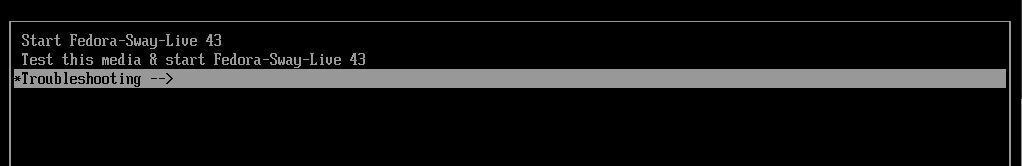 Start Fedora-Sway-Live 43
Test this media & start Fedora-Sway-Live 43
*Troubleshooting -->